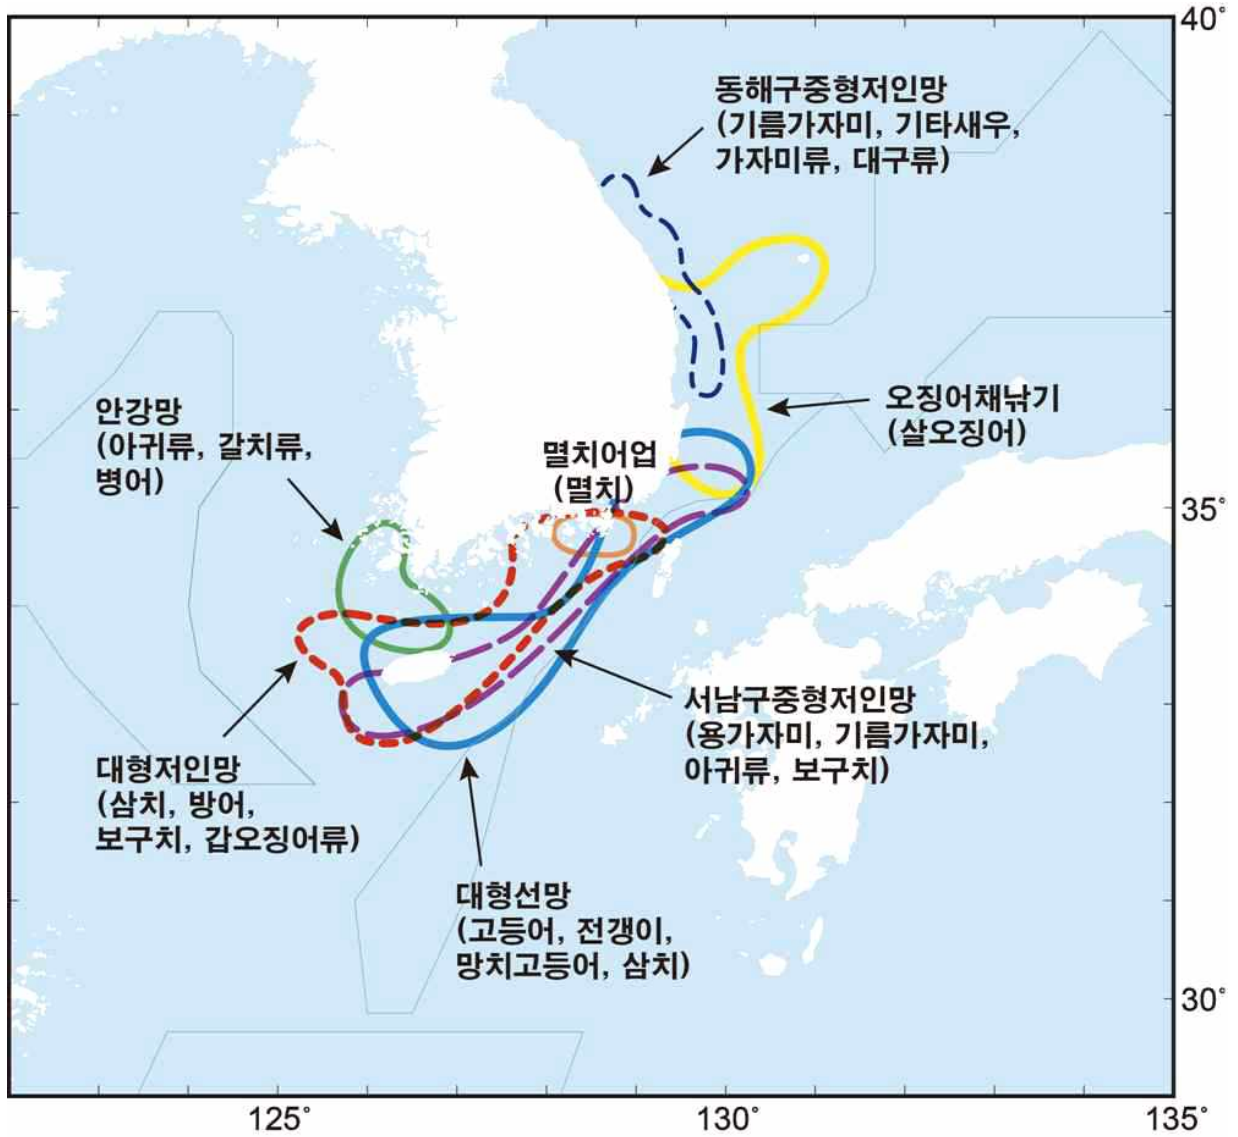 40°
동해구중형저인망
(기름가자미, 기타새우,
가자미류, 대구류)
안강망
(아귀류, 갈치류,
병어)
오징어채낚기
(살오징어)
멸치어업
(멸치)
35°
서남구중형저인망
(용가자미, 기름가자미,
아귀류, 보구치)
대형저인망
(삼치, 방어,
보구치, 갑오징어류)
대형선망
(고등어, 전갱이,
망치고등어, 삼치)
30°
125°
130°
135°